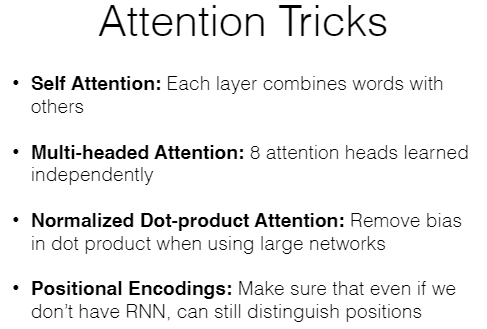 Attention Tricks
• Self Attention: Each layer combines words with
others
• Multi-headed Attention: 8 attention heads learned
independently
• Normalized Dot-product Attention: Remove bias
in dot product when using large networks
• Positional Encodings: Make sure that even if we
don’t have RNN, can still distinguish positions